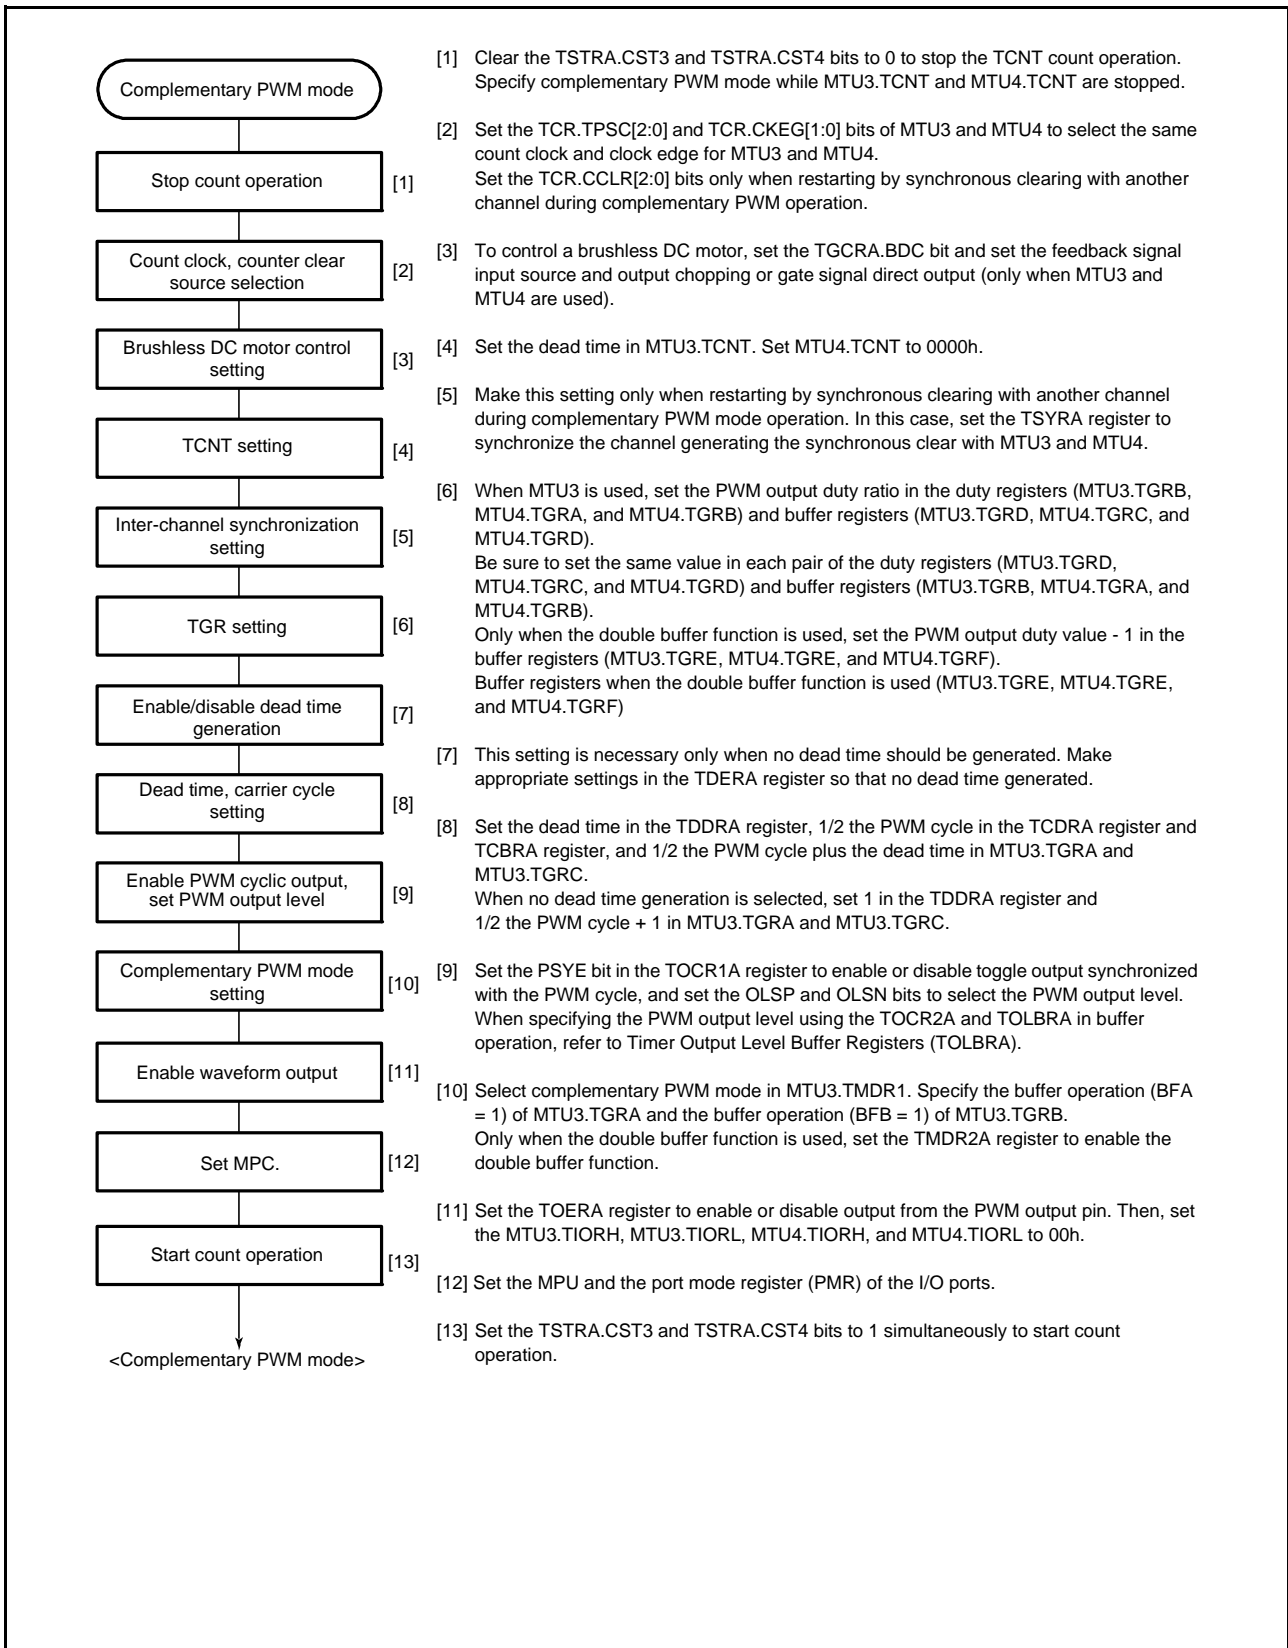 Complementary PWM mode
Stop count operation
[1]
Count clock, counter clear
source selection
[2]
Brushless DC motor control
setting
[3]
TCNT setting
[4]
Inter-channel synchronization
setting
[5]
TGR setting
[6]
Enable/disable dead time
generation
[7]
Dead time, carrier cycle
setting
[8]
Enable PWM cyclic output,
set PWM output level
[9]
Complementary PWM mode
setting
[10]
Enable waveform output
[11]
Set MPC.
[12]
Start count operation
[13]
<Complementary PWM mode>
[1] Clear the TSTRA.CST3 and TSTRA.CST4 bits to 0 to stop the TCNT count operation.
Specify complementary PWM mode while MTU3.TCNT and MTU4.TCNT are stopped.
[2] Set the TCR.TPSC[2:0] and TCR.CKEG[1:0] bits of MTU3 and MTU4 to select the same
count clock and clock edge for MTU3 and MTU4.
Set the TCR.CCLR[2:0] bits only when restarting by synchronous clearing with another
channel during complementary PWM operation.
[3] To control a brushless DC motor, set the TGCRA.BDC bit and set the feedback signal
input source and output chopping or gate signal direct output (only when MTU3 and
MTU4 are used).
[4] Set the dead time in MTU3.TCNT. Set MTU4.TCNT to 0000h.
[5] Make this setting only when restarting by synchronous clearing with another channel
during complementary PWM mode operation. In this case, set the TSYRA register to
synchronize the channel generating the synchronous clear with MTU3 and MTU4.
[6] When MTU3 is used, set the PWM output duty ratio in the duty registers (MTU3.TGRB,
MTU4.TGRA, and MTU4.TGRB) and buffer registers (MTU3.TGRD, MTU4.TGRC, and
MTU4.TGRD).
Be sure to set the same value in each pair of the duty registers (MTU3.TGRD,
MTU4.TGRC, and MTU4.TGRD) and buffer registers (MTU3.TGRB, MTU4.TGRA, and
MTU4.TGRB).
Only when the double buffer function is used, set the PWM output duty value - 1 in the
buffer registers (MTU3.TGRE, MTU4.TGRE, and MTU4.TGRF).
Buffer registers when the double buffer function is used (MTU3.TGRE, MTU4.TGRE,
and MTU4.TGRF)
[7] This setting is necessary only when no dead time should be generated. Make
appropriate settings in the TDERA register so that no dead time generated.
[8] Set the dead time in the TDDRA register, 1/2 the PWM cycle in the TCDRA register and
TCBRA register, and 1/2 the PWM cycle plus the dead time in MTU3.TGRA and
MTU3.TGRC.
When no dead time generation is selected, set 1 in the TDDRA register and
1/2 the PWM cycle + 1 in MTU3.TGRA and MTU3.TGRC.
[9] Set the PSYE bit in the TOCR1A register to enable or disable toggle output synchronized
with the PWM cycle, and set the OLSP and OLSN bits to select the PWM output level.
When specifying the PWM output level using the TOCR2A and TOLBRA in buffer
operation, refer to Timer Output Level Buffer Registers (TOLBRA).
[10] Select complementary PWM mode in MTU3.TMDR1. Specify the buffer operation (BFA
= 1) of MTU3.TGRA and the buffer operation (BFB = 1) of MTU3.TGRB.
Only when the double buffer function is used, set the TMDR2A register to enable the
double buffer function.
[11] Set the TOERA register to enable or disable output from the PWM output pin. Then, set
the MTU3.TIORH, MTU3.TIORL, MTU4.TIORH, and MTU4.TIORL to 00h.
[12] Set the MPU and the port mode register (PMR) of the I/O ports.
[13] Set the TSTRA.CST3 and TSTRA.CST4 bits to 1 simultaneously to start count
operation.